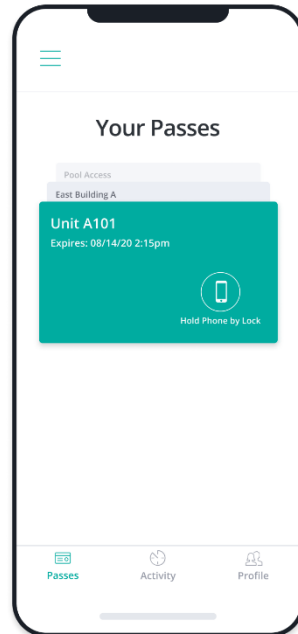 Your Passes
Pool Access
East Building A
Unit A101
Expires: 08/14/20 2:15pm
Hold Phone by Lock
Passes
Activity
Profile